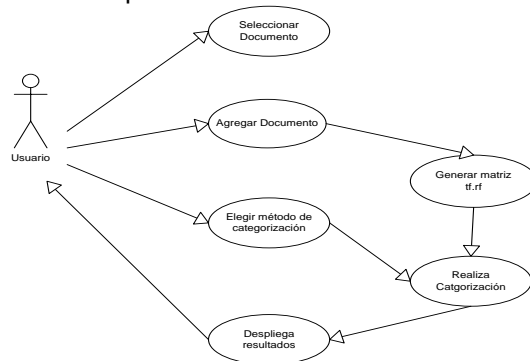 Seleccionar
Documento
Usuario
Agregar Documento
Generar matriz
tf.rf
Elegir método de
categorización
Realiza
Catgorización
Despliega
resultados